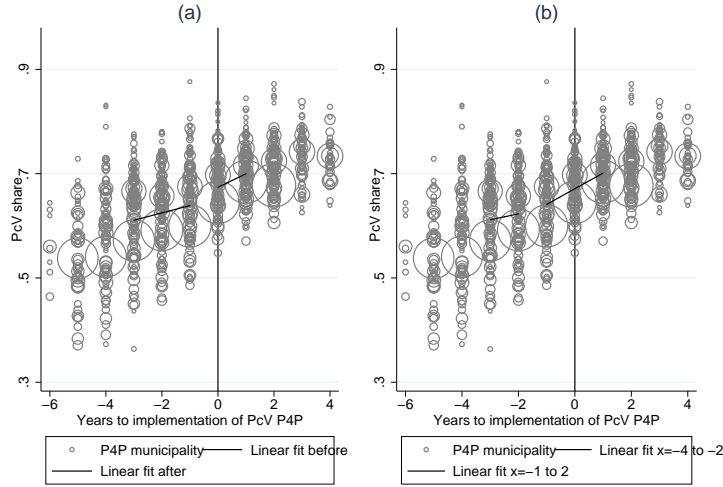 (a)
.9
.7
.5
.3
PcV share
−6 −4 −2 0 2 4
Years to implementation of PcV P4P
P4P municipality Linear fit before
Linear fit after
(b)
.9
.7
.5
.3
PcV share
−6 −4 −2 0 2 4
Years to implementation of PcV P4P
P4P municipality Linear fit x=−4 to −2
Linear fit x=−1 to 2